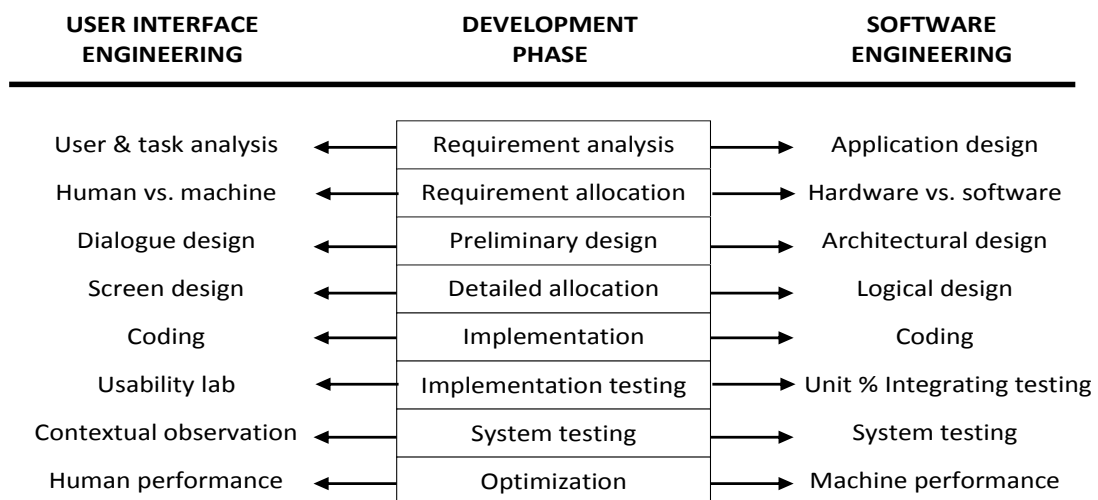 USER INTERFACE
ENGINEERING
DEVELOPMENT
PHASE
SOFTWARE
ENGINEERING
User & task analysis
Requirement analysis
Application design
Human vs. machine
Requirement allocation
Hardware vs. software
Dialogue design
Preliminary design
Architectural design
Screen design
Detailed allocation
Logical design
Coding
Implementation
Coding
Usability lab
Implementation testing
Unit % Integrating testing
Contextual observation
System testing
System testing
Human performance
Optimization
Machine performance